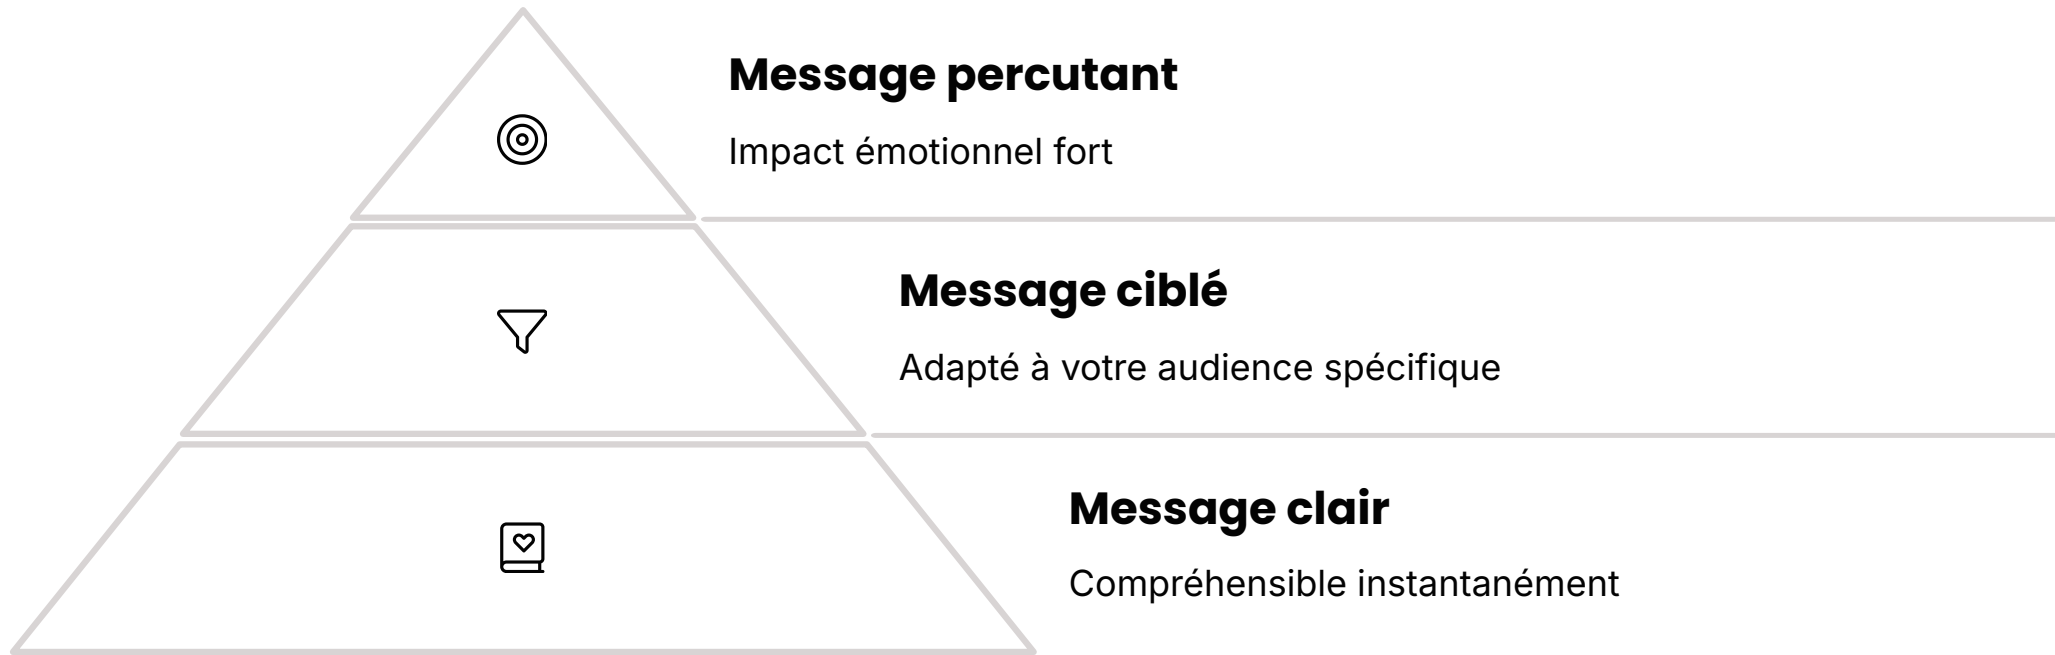 Message percutant
Impact émotionnel fort
Message ciblé
Adapté à votre audience spécifique
Message clair
Compréhensible instantanément